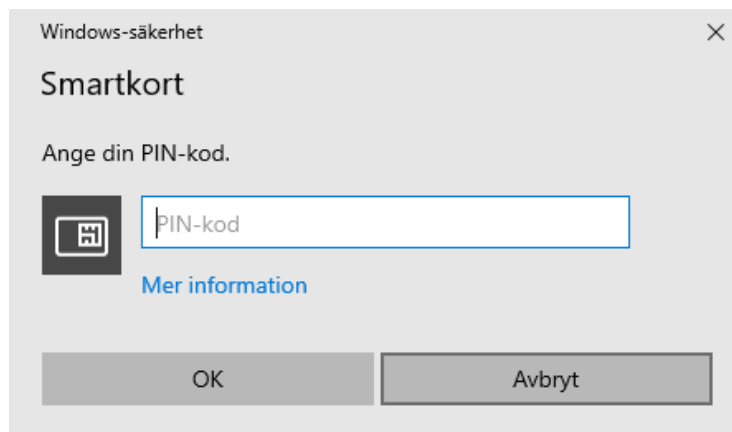 Windows-säkerhet
Smartkort
Ange din PIN-kod.
PIN-kod
Mer information
OK Avbryt